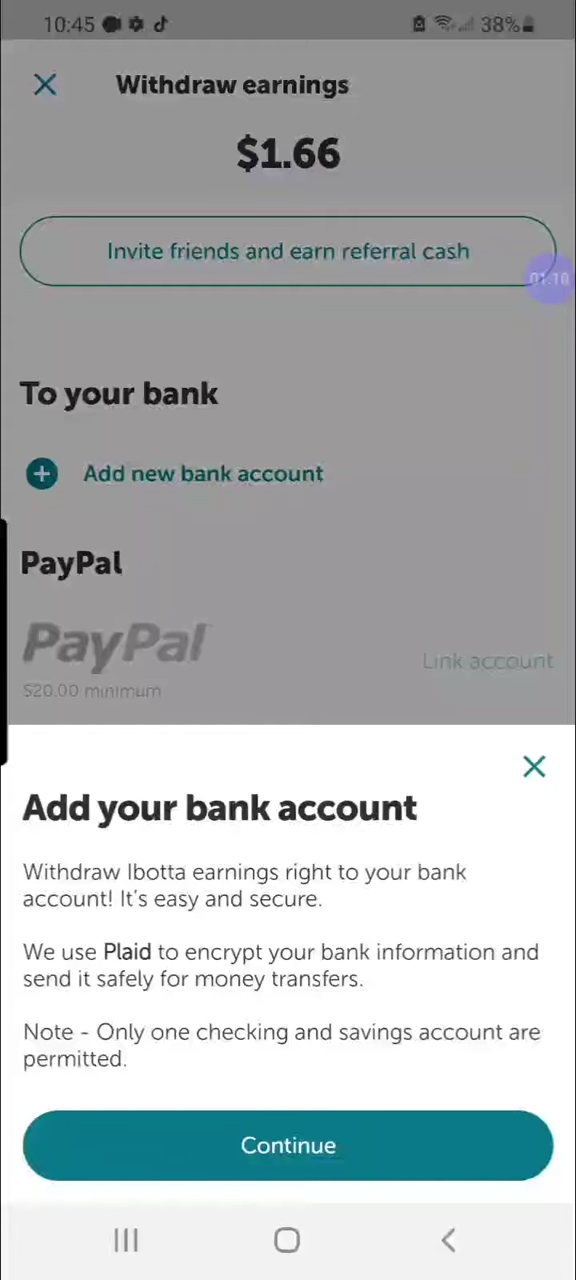 10:45 38%
Withdraw earnings
$1.66
Invite friends and earn referral cash
01:18
To your bank
Add new bank account
PayPal
PayPal
Link account
$20.00 minimum
Add your bank account
Withdraw Ibotta earnings right to your bank
account! It's easy and secure.
We use Plaid to encrypt your bank information and
send it safely for money transfers.
Note - Only one checking and savings account are
permitted.
Continue